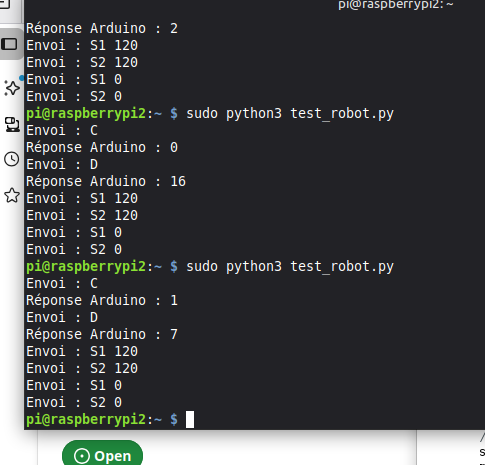 pi@raspberrypi2: ~
Réponse Arduino : 2
Envoi : S1 120
Envoi : S2 120
Envoi : S1 0
Envoi : S2 0
pi@raspberrypi2:~ $ sudo python3 test_robot.py
Envoi : C
Réponse Arduino : 0
Envoi : D
Réponse Arduino : 16
Envoi : S1 120
Envoi : S2 120
Envoi : S1 0
Envoi : S2 0
pi@raspberrypi2:~ $ sudo python3 test_robot.py
Envoi : C
Réponse Arduino : 1
Envoi : D
Réponse Arduino : 7
Envoi : S1 120
Envoi : S2 120
Envoi : S1 0
Envoi : S2 0
pi@raspberrypi2:~ $
Open